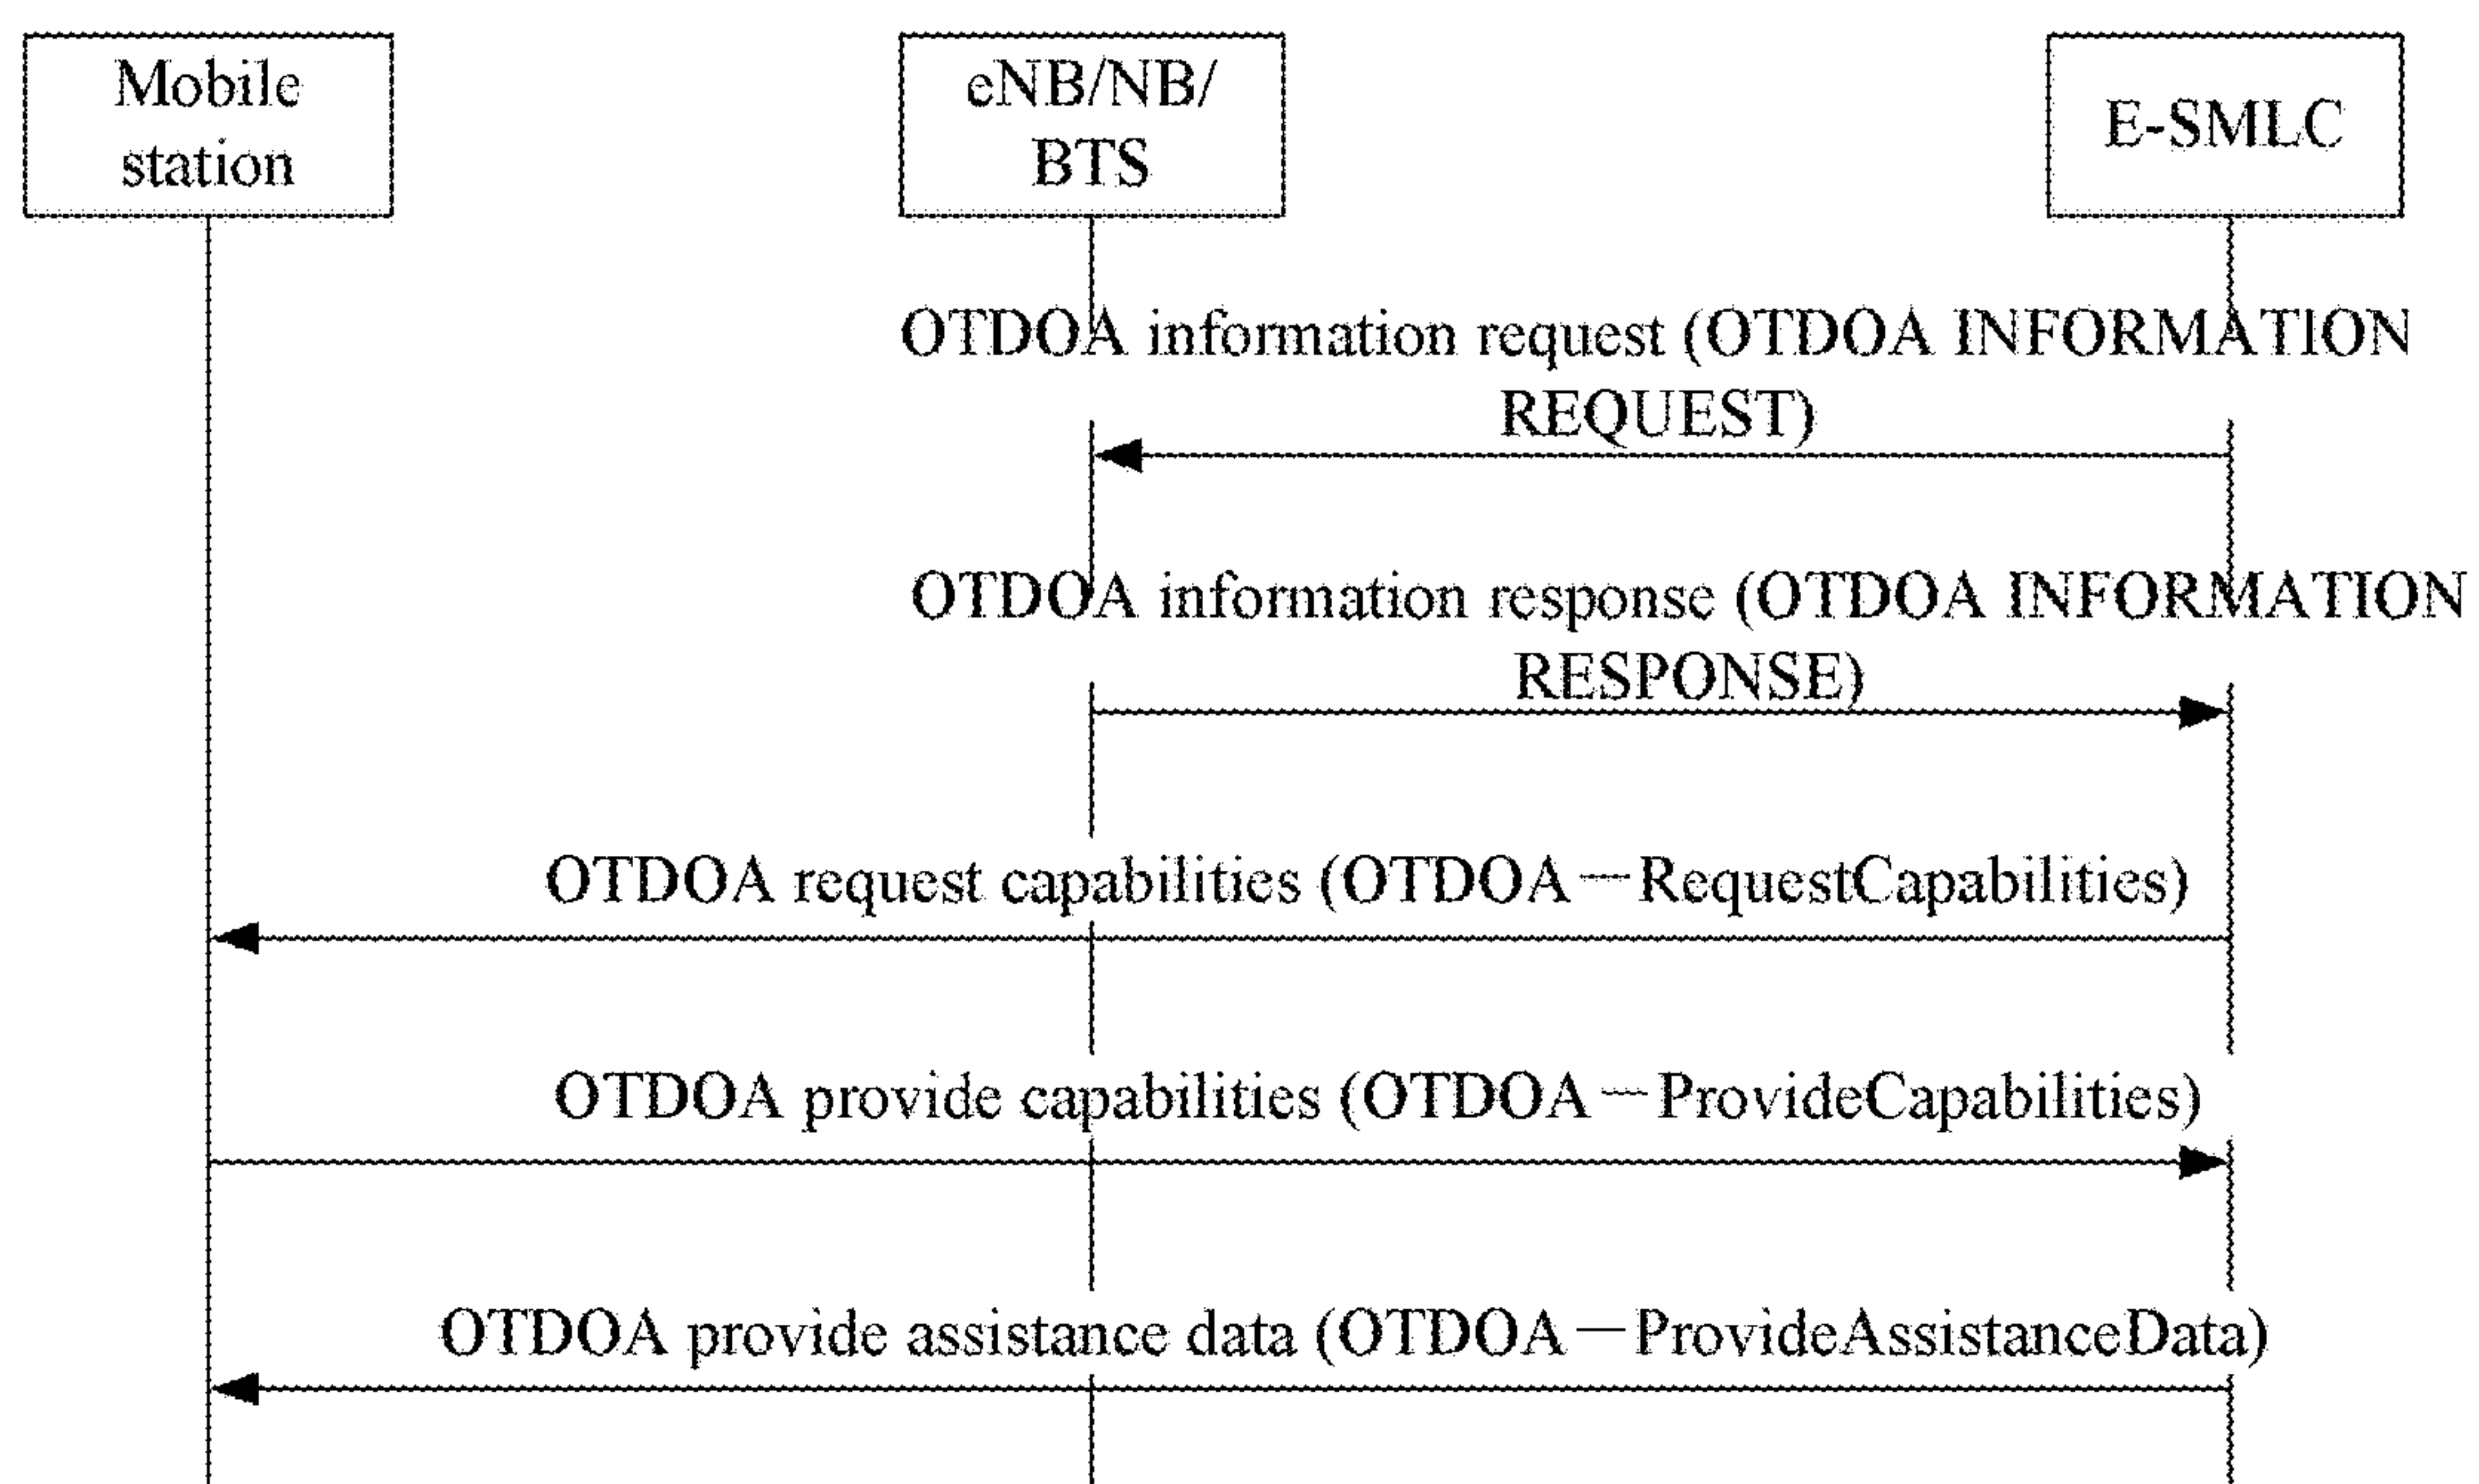 Mobile
station
eNB/NB/
BTS
E-SMLC
OTDOA information request (OTDOA INFORMATION
REQUEST)
OTDOA information response (OTDOA INFORMATION
RESPONSE)
OTDOA request capabilities (OTDOA－RequestCapabilities)
OTDOA provide capabilities (OTDOA－ProvideCapabilities)
OTDOA provide assistance data (OTDOA－ProvideAssistanceData)